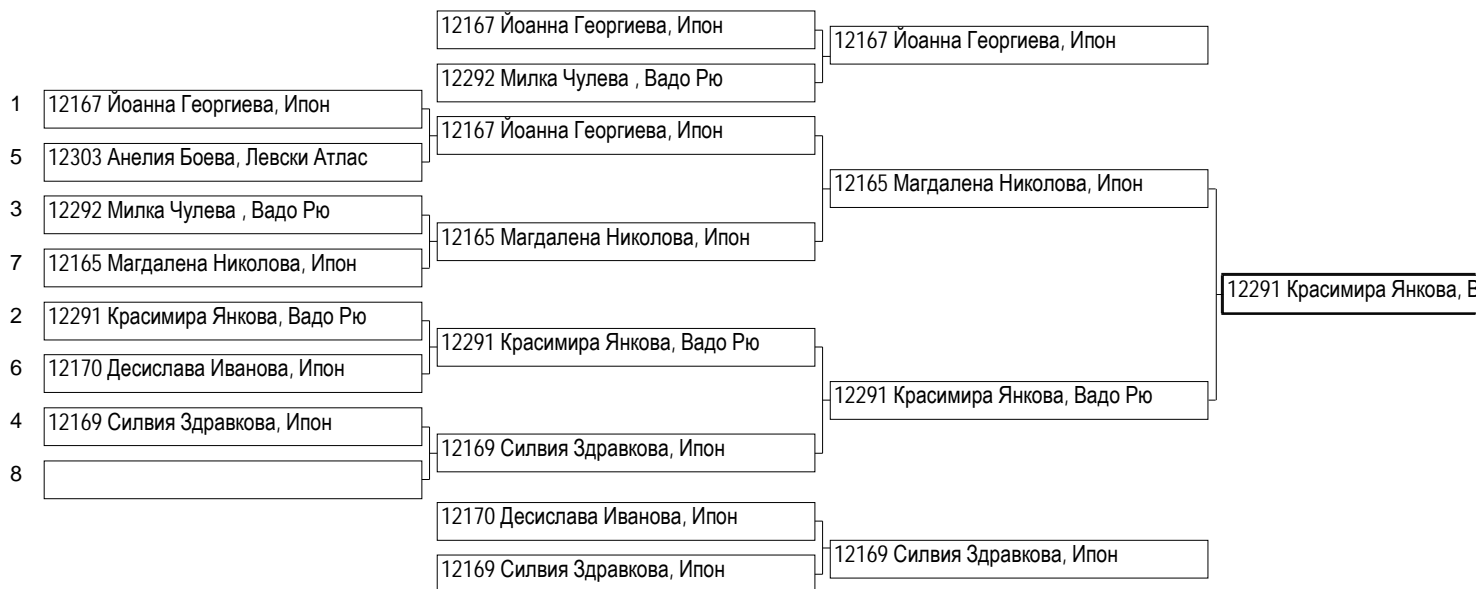 12167 Йоанна Георгиева, Ипон
12167 Йоанна Георгиева, Ипон
12292 Милка Чулева , Вадо Рю
1 12167 Йоанна Георгиева, Ипон
12167 Йоанна Георгиева, Ипон
5 12303 Анелия Боева, Левски Атлас
12165 Магдалена Николова, Ипон
3 12292 Милка Чулева , Вадо Рю
12165 Магдалена Николова, Ипон
7 12165 Магдалена Николова, Ипон
12291 Красимира Янкова, В
2 12291 Красимира Янкова, Вадо Рю
12291 Красимира Янкова, Вадо Рю
6 12170 Десислава Иванова, Ипон
12291 Красимира Янкова, Вадо Рю
4 12169 Силвия Здравкова, Ипон
12169 Силвия Здравкова, Ипон
8
12170 Десислава Иванова, Ипон
12169 Силвия Здравкова, Ипон
12169 Силвия Здравкова, Ипон